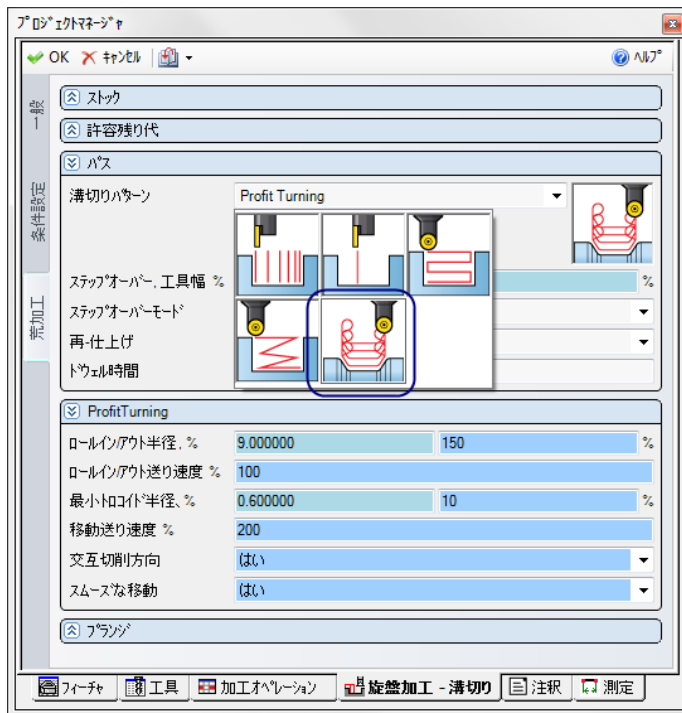 ﾌﾟﾛｼﾞｪｸﾄﾏﾈｰｼﾞｬ
OK ｷｬﾝｾﾙ ﾍﾙﾌﾟ
一般
条件設定
荒加工
ストック
許容残り代
ﾊﾟｽ
溝切りﾊﾟﾀｰﾝ Profit Turning
ｽﾃｯﾌﾟｵｰﾊﾞｰ, 工具幅 % %
ｽﾃｯﾌﾟｵｰﾊﾞｰﾓｰﾄﾞ
再-仕上げ
ﾄﾞｳｪﾙ時間
ProfitTurning
ﾛｰﾙｲﾝ/ｱｳﾄ半径, % 9.000000 150 %
ﾛｰﾙｲﾝ/ｱｳﾄ送り速度 % 100
最小ﾄﾛｺｲﾄﾞ半径、% 0.600000 10 %
移動送り速度 % 200
交互切削方向 はい
ｽﾑｰｽﾞな移動 はい
ﾌﾟﾗﾝｼﾞ
ﾌｨｰﾁｬ 工具 加工ｵﾍﾟﾚｰｼｮﾝ 旋盤加工 - 溝切り 注釈 測定